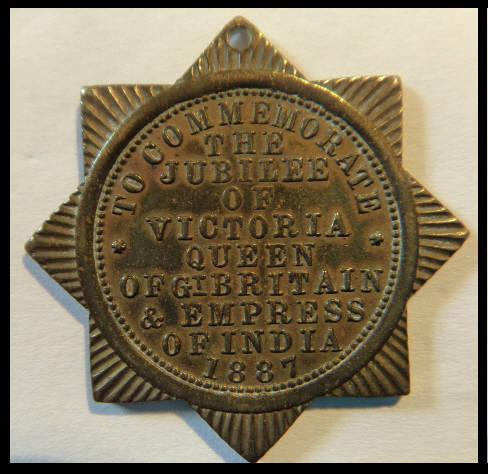 TO COMMEMORATE
THE
JUBILEE
OF
VICTORIA
QUEEN
OF GT BRITAIN
& EMPRESS
OF INDIA
1887